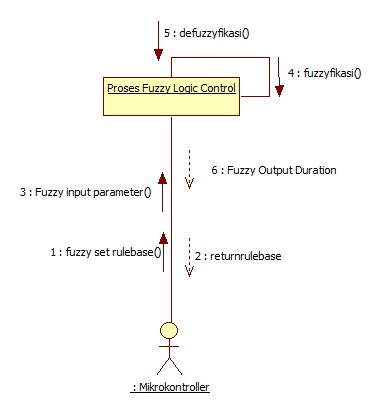 5 : defuzzyfikasi()
4 : fuzzyfikasi()
Proses Fuzzy Logic Control
6 : Fuzzy Output Duration
3 : Fuzzy input parameter()
1 : fuzzy set rulebase()
2 : returnrulebase
: Mikrokontroller